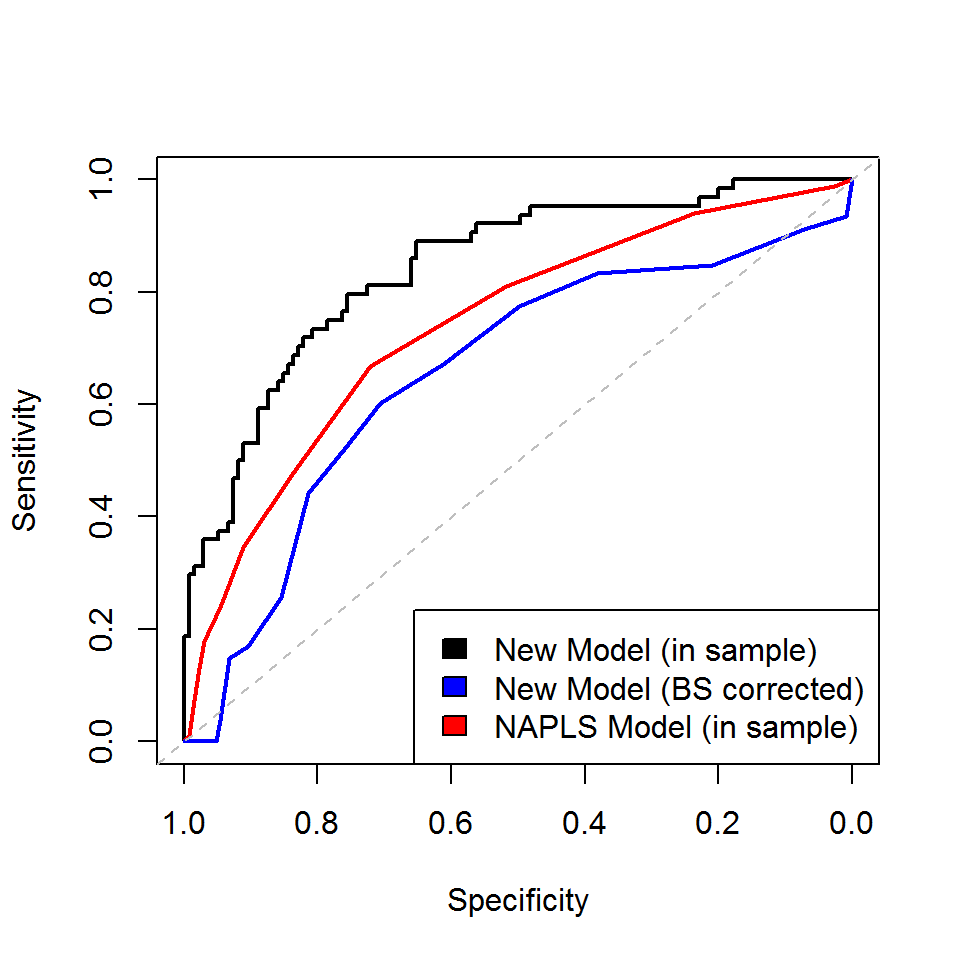 1.0
0.8
0.6
0.4
0.2
0.0
Sensitivity
New Model (in sample)
New Model (BS corrected)
NAPLS Model (in sample)
1.0 0.8 0.6 0.4 0.2 0.0
Specificity